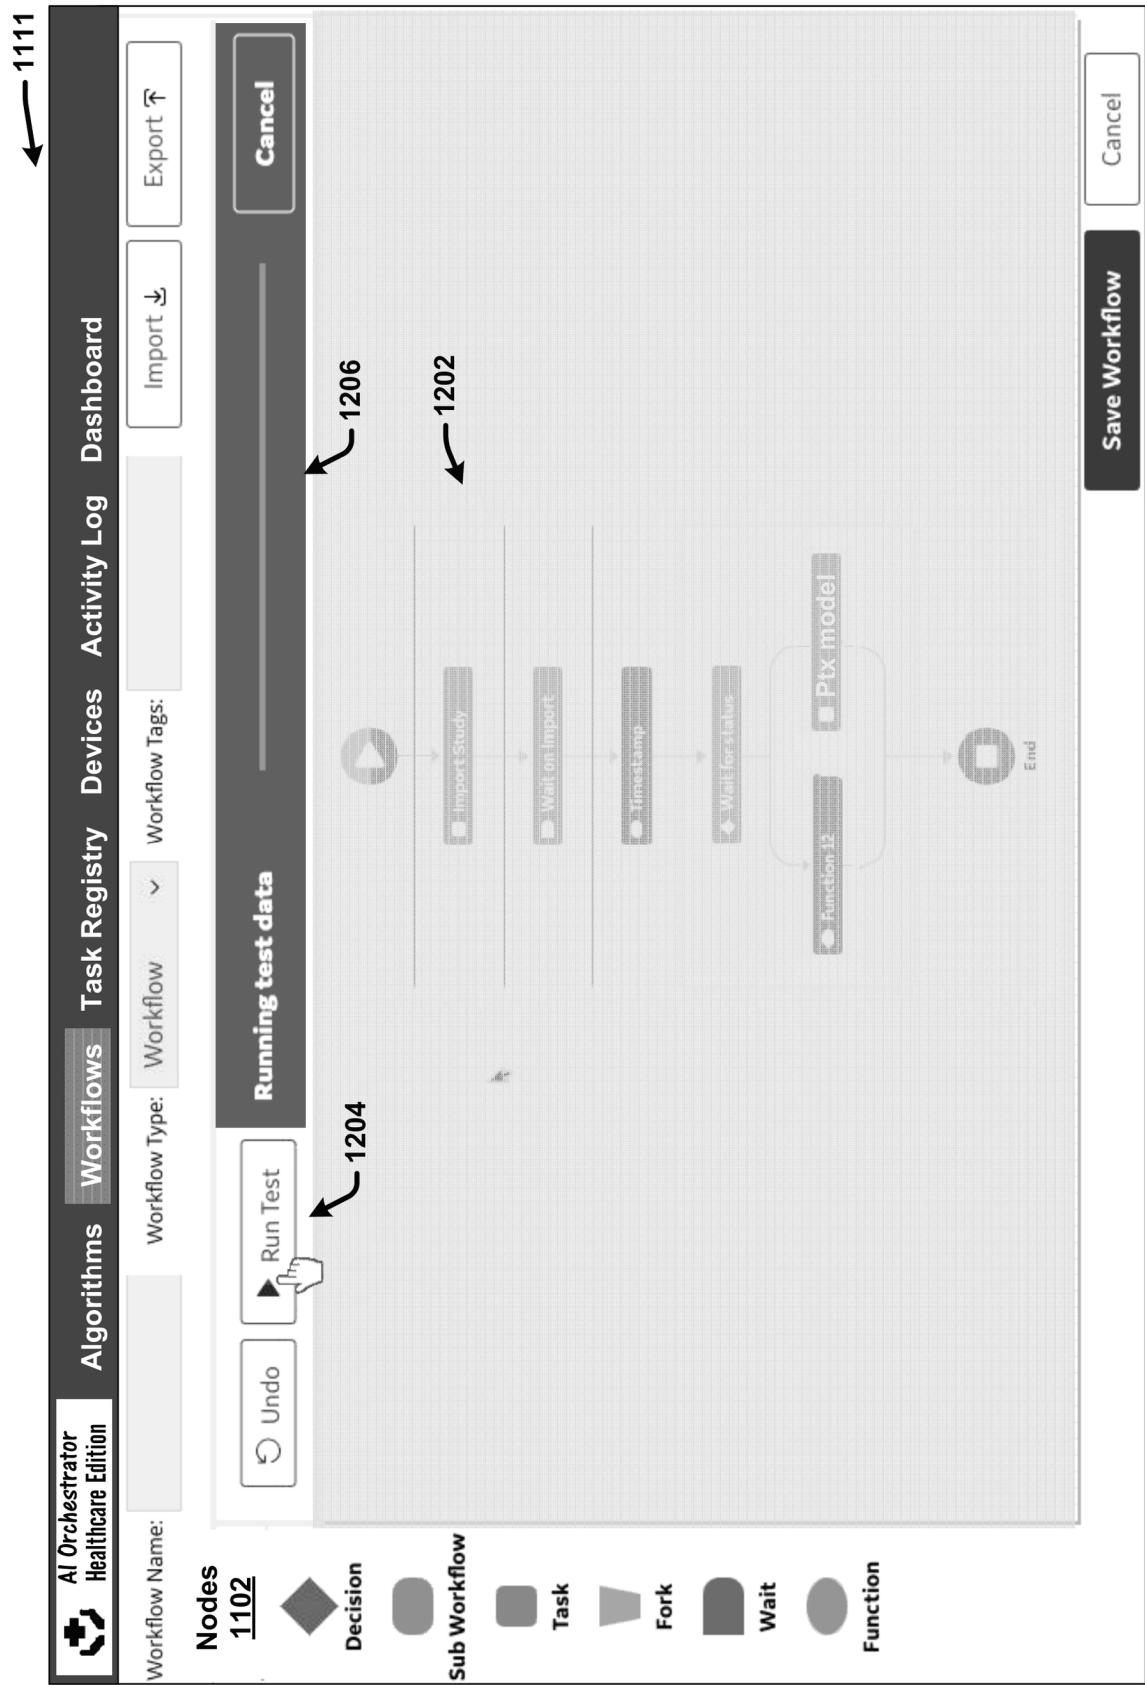 1111
AI Orchestrator
Healthcare Edition
Algorithms Workflows Task Registry Devices Activity Log Dashboard
Workflow Name: Workflow Type: Workflow Workflow Tags: Import Export
Nodes
1102
Undo Run Test Running test data Cancel
1204
1206
1202
Decision
Sub Workflow
Task
Fork
Wait
Function
Import Study
Wait on Import
Timestamp
Wait for status
Function 12 Ptx model
End
Save Workflow Cancel